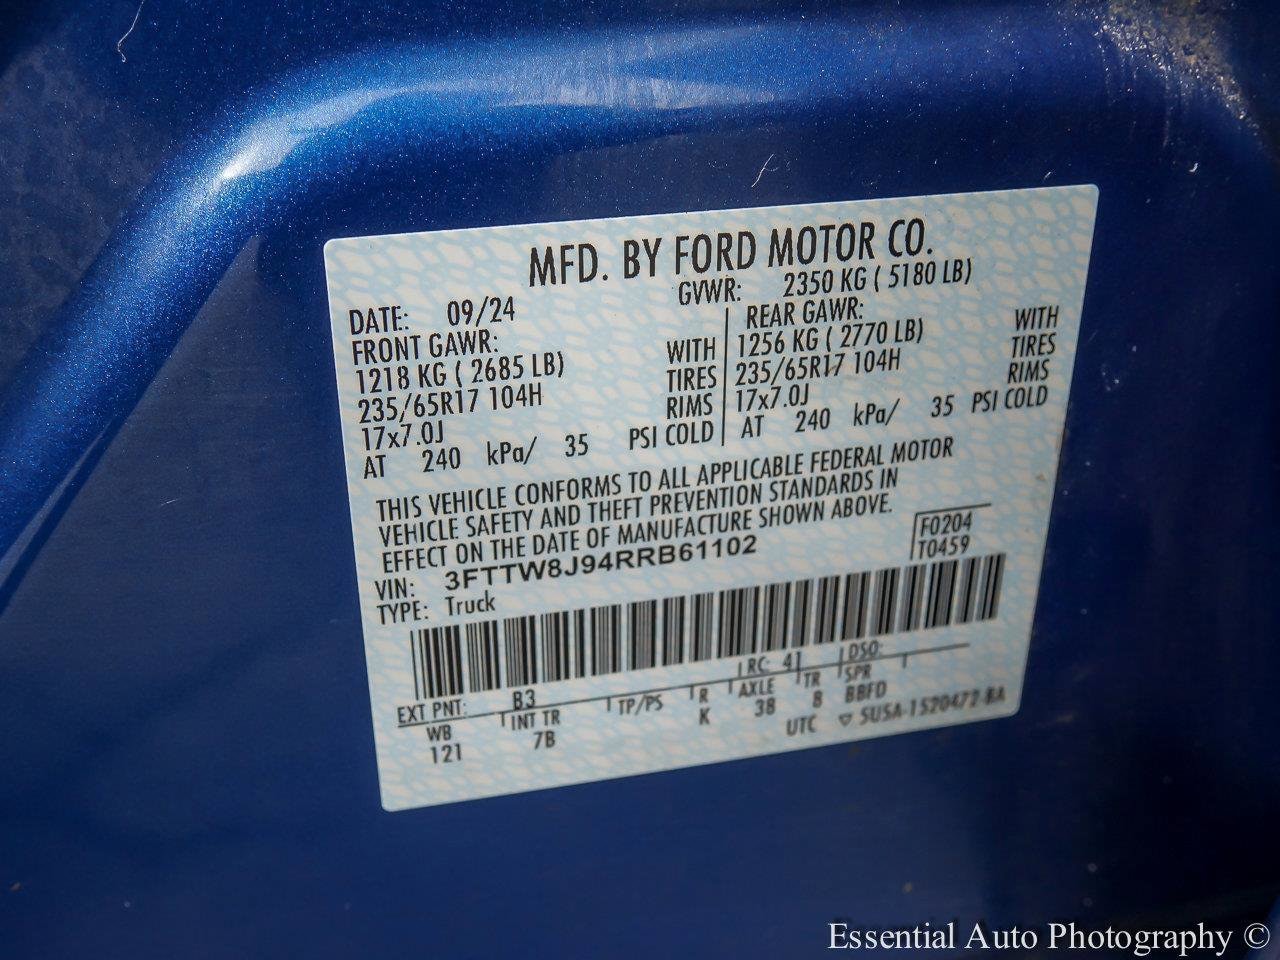 MFD. BY FORD MOTOR CO.
DATE: 09/24 GVWR: 2350 KG ( 5180 LB)
FRONT GAWR: REAR GAWR:
1218 KG ( 2685 LB) WITH 1256 KG ( 2770 LB) WITH
235/65R17 104H TIRES 235/65R17 104H TIRES
17x7.0J RIMS 17x7.0J RIMS
AT 240 kPa/ 35 PSI COLD AT 240 kPa/ 35 PSI COLD
THIS VEHICLE CONFORMS TO ALL APPLICABLE FEDERAL MOTOR
VEHICLE SAFETY AND THEFT PREVENTION STANDARDS IN
EFFECT ON THE DATE OF MANUFACTURE SHOWN ABOVE.
F0204
T0459
VIN: 3FTTW8J94RRB61102
TYPE: Truck
EXT PNT: B3 RC: 41 DSO:
WB INT TR TP/PS R AXLE TR SPR
121 7B K 38 8 BBFD
UTC ▽ 5USA-1520472-BA
Essential Auto Photography ©